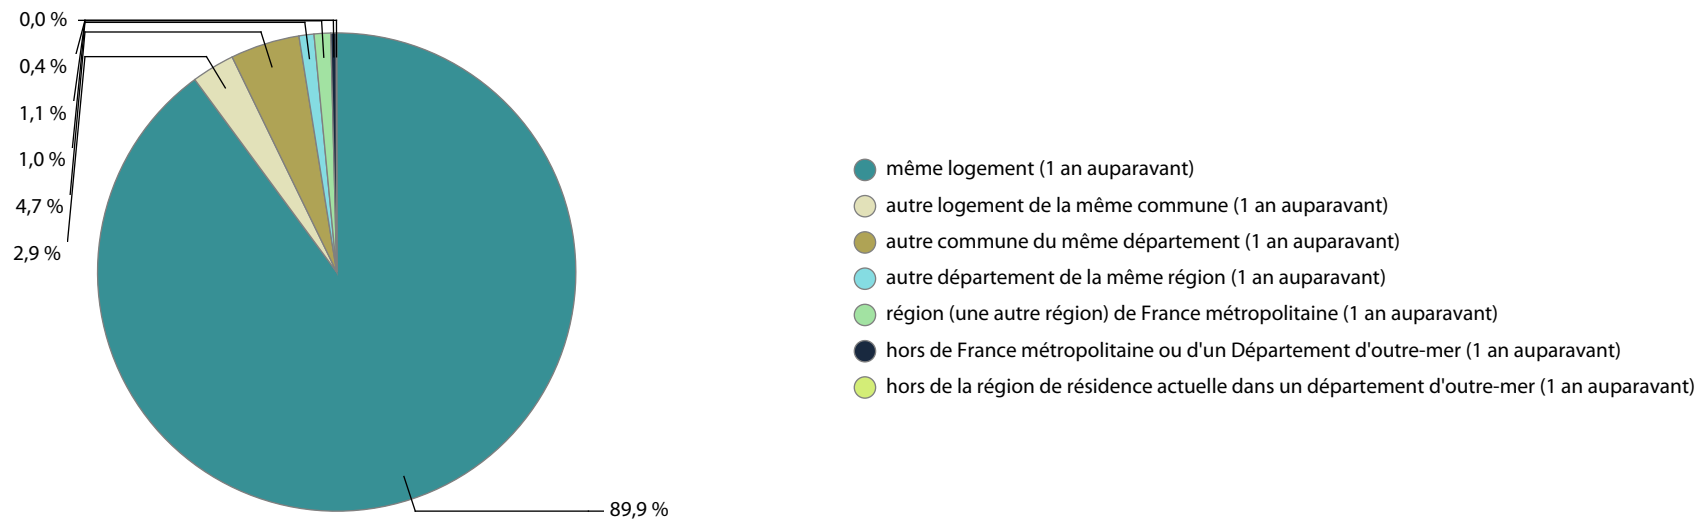 0,0 %
0,4 %
1,1 %
1,0 %
4,7 %
2,9 %
89,9 %
même logement (1 an auparavant)
autre logement de la même commune (1 an auparavant)
autre commune du même département (1 an auparavant)
autre département de la même région (1 an auparavant)
région (une autre région) de France métropolitaine (1 an auparavant)
hors de France métropolitaine ou d'un Département d'outre-mer (1 an auparavant)
hors de la région de résidence actuelle dans un département d'outre-mer (1 an auparavant)